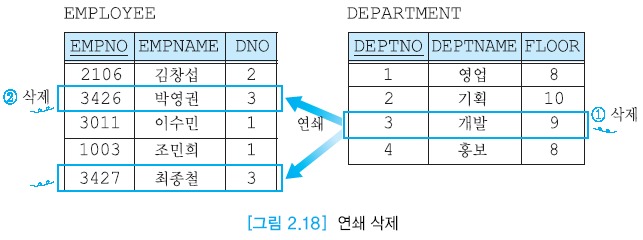 EMPLOYEE
EMPNO EMPNAME DNO
2106 김창섭 2
3426 박영권 3
3011 이수민 1
1003 조민희 1
3427 최종철 3
② 삭제
연쇄
DEPARTMENT
DEPTNO DEPTNAME FLOOR
1 영업 8
2 기획 10
3 개발 9
4 홍보 8
① 삭제
[그림 2.18] 연쇄 삭제